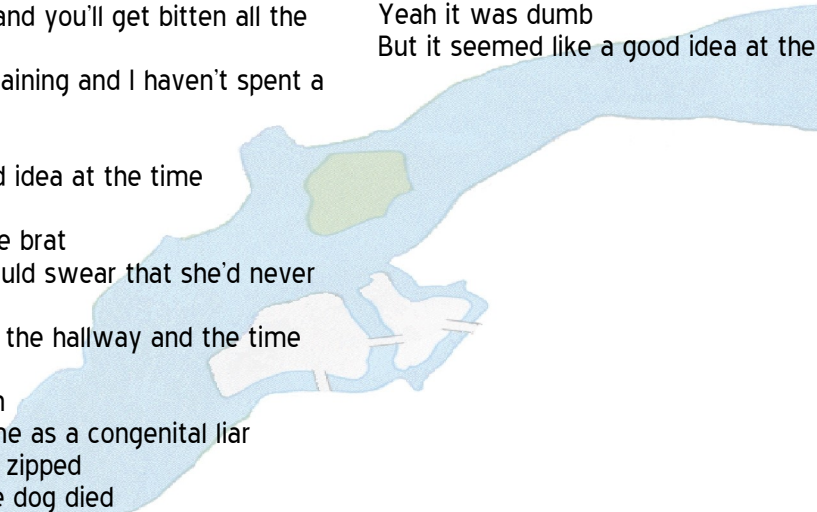 and you'll get bitten all the
aining and I haven't spent a
d idea at the time
e brat
uld swear that she'd never
the hallway and the time
n
ne as a congenital liar
zipped
e dog died
Yeah it was dumb
But it seemed like a good idea at the